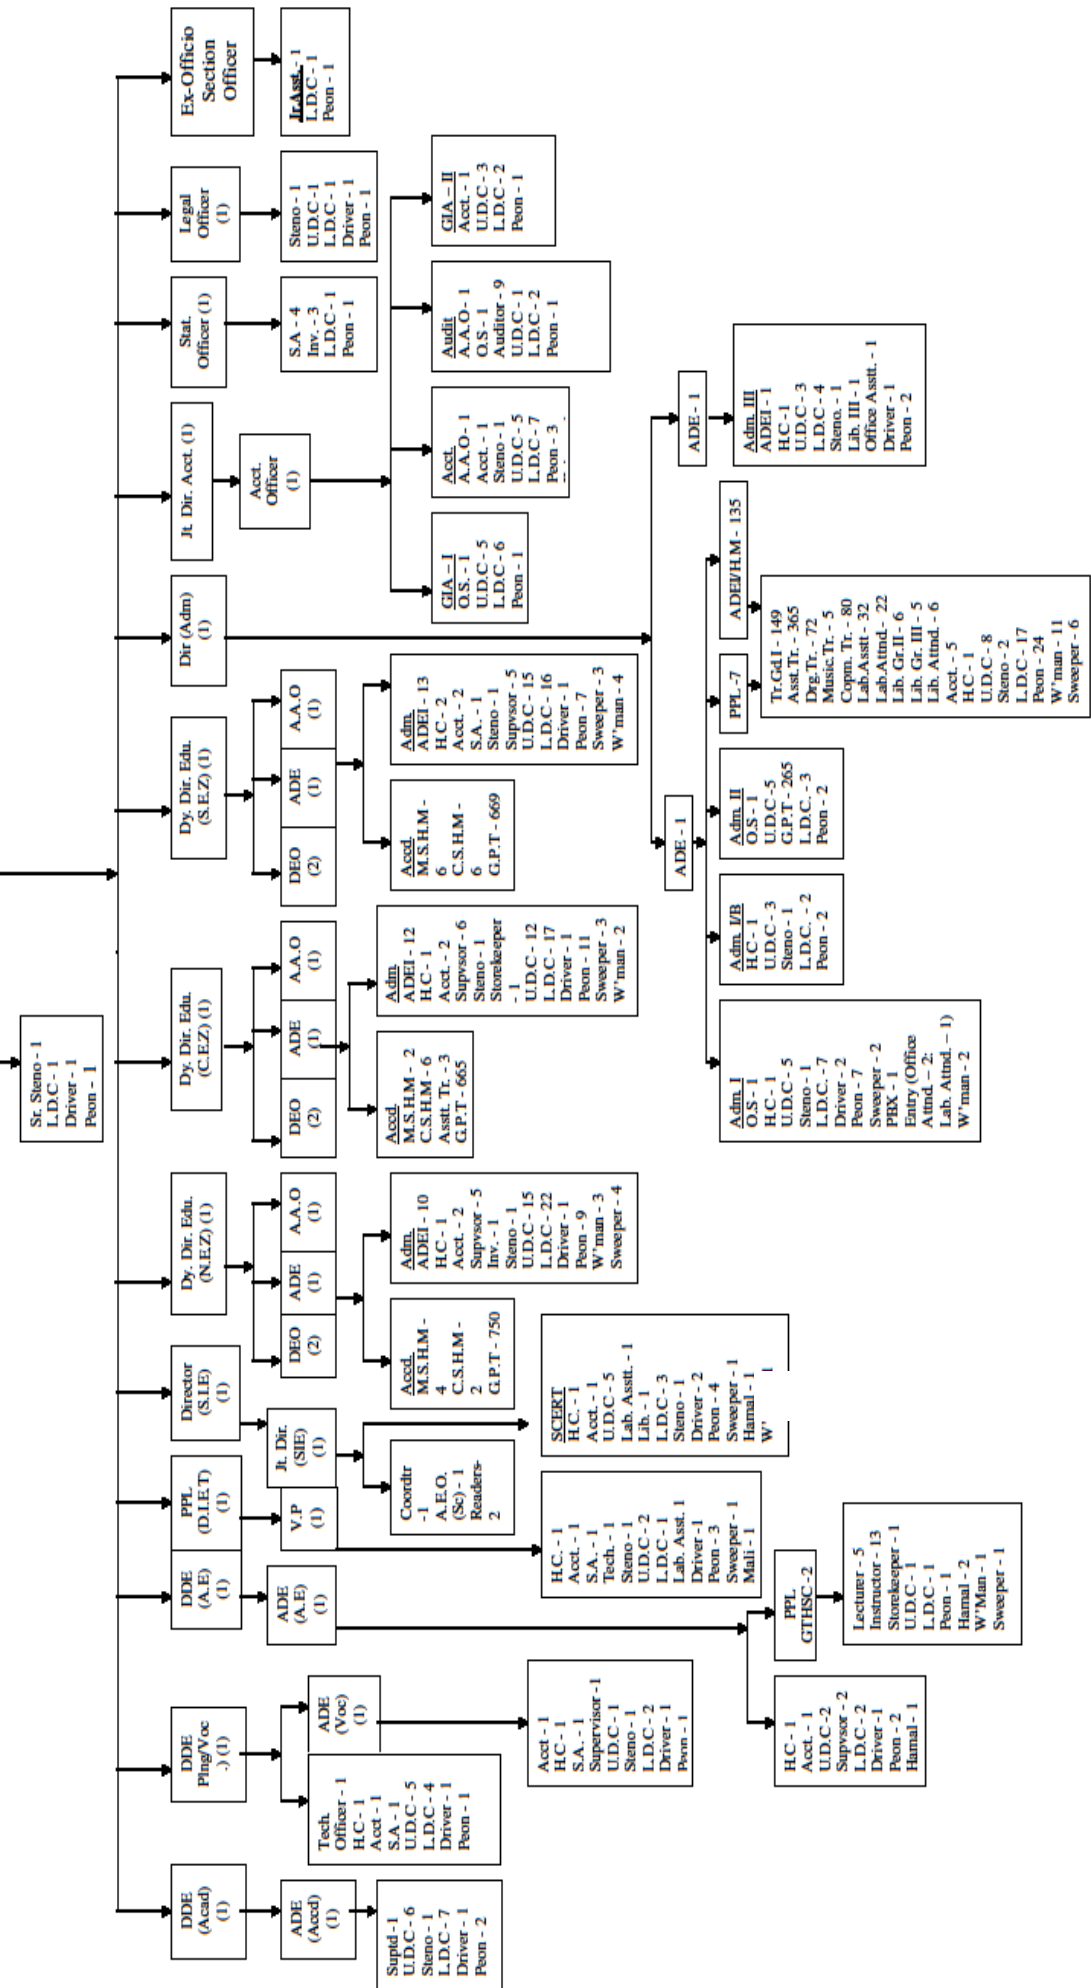 Sr. Steno - 1
L.D.C - 1
Driver - 1
Peon - 1
DDE
(Acad)
(1)
ADE
(Accd)
(1)
Suptd - 1
U.D.C - 6
Steno - 1
L.D.C - 7
Driver - 1
Peon - 2
DDE
Plng/Voc
.) (1)
Tech.
Officer - 1
H.C - 1
Acct - 1
S.A - 1
U.D.C - 5
L.D.C - 4
Driver - 1
Peon - 1
ADE
(Voc)
(1)
Acct - 1
H.C - 1
S.A. - 1
Supervisor - 1
U.D.C - 1
Steno - 1
L.D.C - 2
Driver - 1
Peon - 1
DDE
(A.E)
(1)
ADE
(A.E)
(1)
H.C - 1
Acct. - 1
U.D.C -2
Supvsor - 2
L.D.C - 2
Driver -1
Peon - 2
Hamal - 1
PPL
GTHSC -2
Lecturer - 5
Instructor - 13
Storekeeper - 1
U.D.C - 1
L.D.C - 1
Peon - 1
Hamal - 2
W'Man - 1
Sweeper - 1
PPL
(D.I.E.T)
(1)
V.P
(1)
H.C. - 1
Acct. - 1
S.A. - 1
Tech. - 1
Steno - 1
U.D.C - 2
L.D.C - 1
Lab. Asst. 1
Driver -1
Peon - 3
Sweeper - 1
Mali - 1
Director
(S.I.E)
(1)
Jt. Dir.
(SIE)
(1)
Coordtr
-1
A.E.O.
(Sc) - 1
Readers-
2
SCERT
H.C. - 1
Acct. - 1
U.D.C - 5
Lab. Asstt. - 1
Lib. - 1
L.D.C - 3
Steno - 1
Driver - 2
Peon - 4
Sweeper - 1
Hamal - 1
W'
Dy. Dir. Edu.
(N.E.Z) (1)
DEO
(2)
ADE
(1)
A.A.O
(1)
Accd.
M.S.H.M -
4
C.S.H.M -
2
G.P.T - 750
Adm.
ADEI - 10
H.C - 1
Acct. - 2
Supvsor - 5
Inv. - 1
Steno - 1
U.D.C - 15
L.D.C - 22
Driver - 1
Peon - 9
W'man - 3
Sweeper - 4
Dy. Dir. Edu.
(C.E.Z) (1)
DEO
(2)
ADE
(1)
A.A.O
(1)
Accd.
M.S.H.M - 2
C.S.H.M - 6
Asstt. Tr. - 3
G.P.T - 665
Adm.
ADEI - 12
H.C - 1
Acct. - 2
Supvsor - 6
Steno - 1
Storekeeper
- 1
U.D.C - 12
L.D.C - 17
Driver - 1
Peon - 11
Sweeper - 3
W'man - 2
Dy. Dir. Edu.
(S.E.Z) (1)
DEO
(2)
ADE
(1)
A.A.O
(1)
Accd.
M.S.H.M -
6
C.S.H.M -
6
G.P.T - 669
Adm.
ADEI - 13
H.C - 2
Acct. - 2
S.A. - 1
Steno - 1
Supvsor - 5
U.D.C - 15
L.D.C - 16
Driver - 1
Peon - 7
Sweeper - 3
W'man - 4
Dir (Adm)
(1)
ADE - 1
Adm. I
O.S - 1
H.C - 1
U.D.C - 5
Steno - 1
L.D.C. - 7
Driver - 2
Peon - 7
Sweeper - 2
PBX - 1
Entry (Office
Attnd. – 2:
Lab. Attnd. – 1)
W'man - 2
Adm. I/B
H.C - 1
U.D.C - 3
Steno - 1
L.D.C. - 2
Peon - 2
Adm. II
O.S - 1
U.D.C -5
G.P.T - 265
L.D.C. - 3
Peon - 2
PPL -7
ADEI/H.M - 135
Tr.Gd.I - 149
Asst.Tr. - 365
Drg.Tr. - 72
Music.Tr. - 5
Copm. Tr. - 80
Lab.Asstt - 32
Lab.Attnd.- 22
Lib. Gr.II - 6
Lib. Gr. III - 5
Lib. Attnd. - 6
Acct. - 5
H.C - 1
U.D.C - 8
Steno - 2
L.D.C - 17
Peon - 24
W'man - 11
Sweeper - 6
ADE - 1
Adm. III
ADEI - 1
H.C -1
U.D.C - 3
L.D.C - 4
Steno. - 1
Lib. III - 1
Office Asstt. - 1
Driver - 1
Peon - 2
Jt. Dir. Acct. (1)
Acct.
Officer
(1)
GIA – I
O.S. - 1
U.D.C - 5
L.D.C - 6
Peon - 1
Acct.
A.A.O - 1
Acct. - 1
Steno - 1
U.D.C - 5
L.D.C - 7
Peon - 3
Audit
A.A.O - 1
O.S - 1
Auditor - 9
U.D.C - 1
L.D.C - 2
Peon - 1
GIA – II
Acct. - 1
U.D.C - 3
L.D.C - 2
Peon - 1
Stat.
Officer (1)
S.A - 4
Inv. - 3
L.D.C - 1
Peon - 1
Legal
Officer
(1)
Steno - 1
U.D.C -1
L.D.C - 1
Driver - 1
Peon - 1
Ex-Officio
Section
Officer
Jr.Asst. - 1
L.D.C - 1
Peon - 1